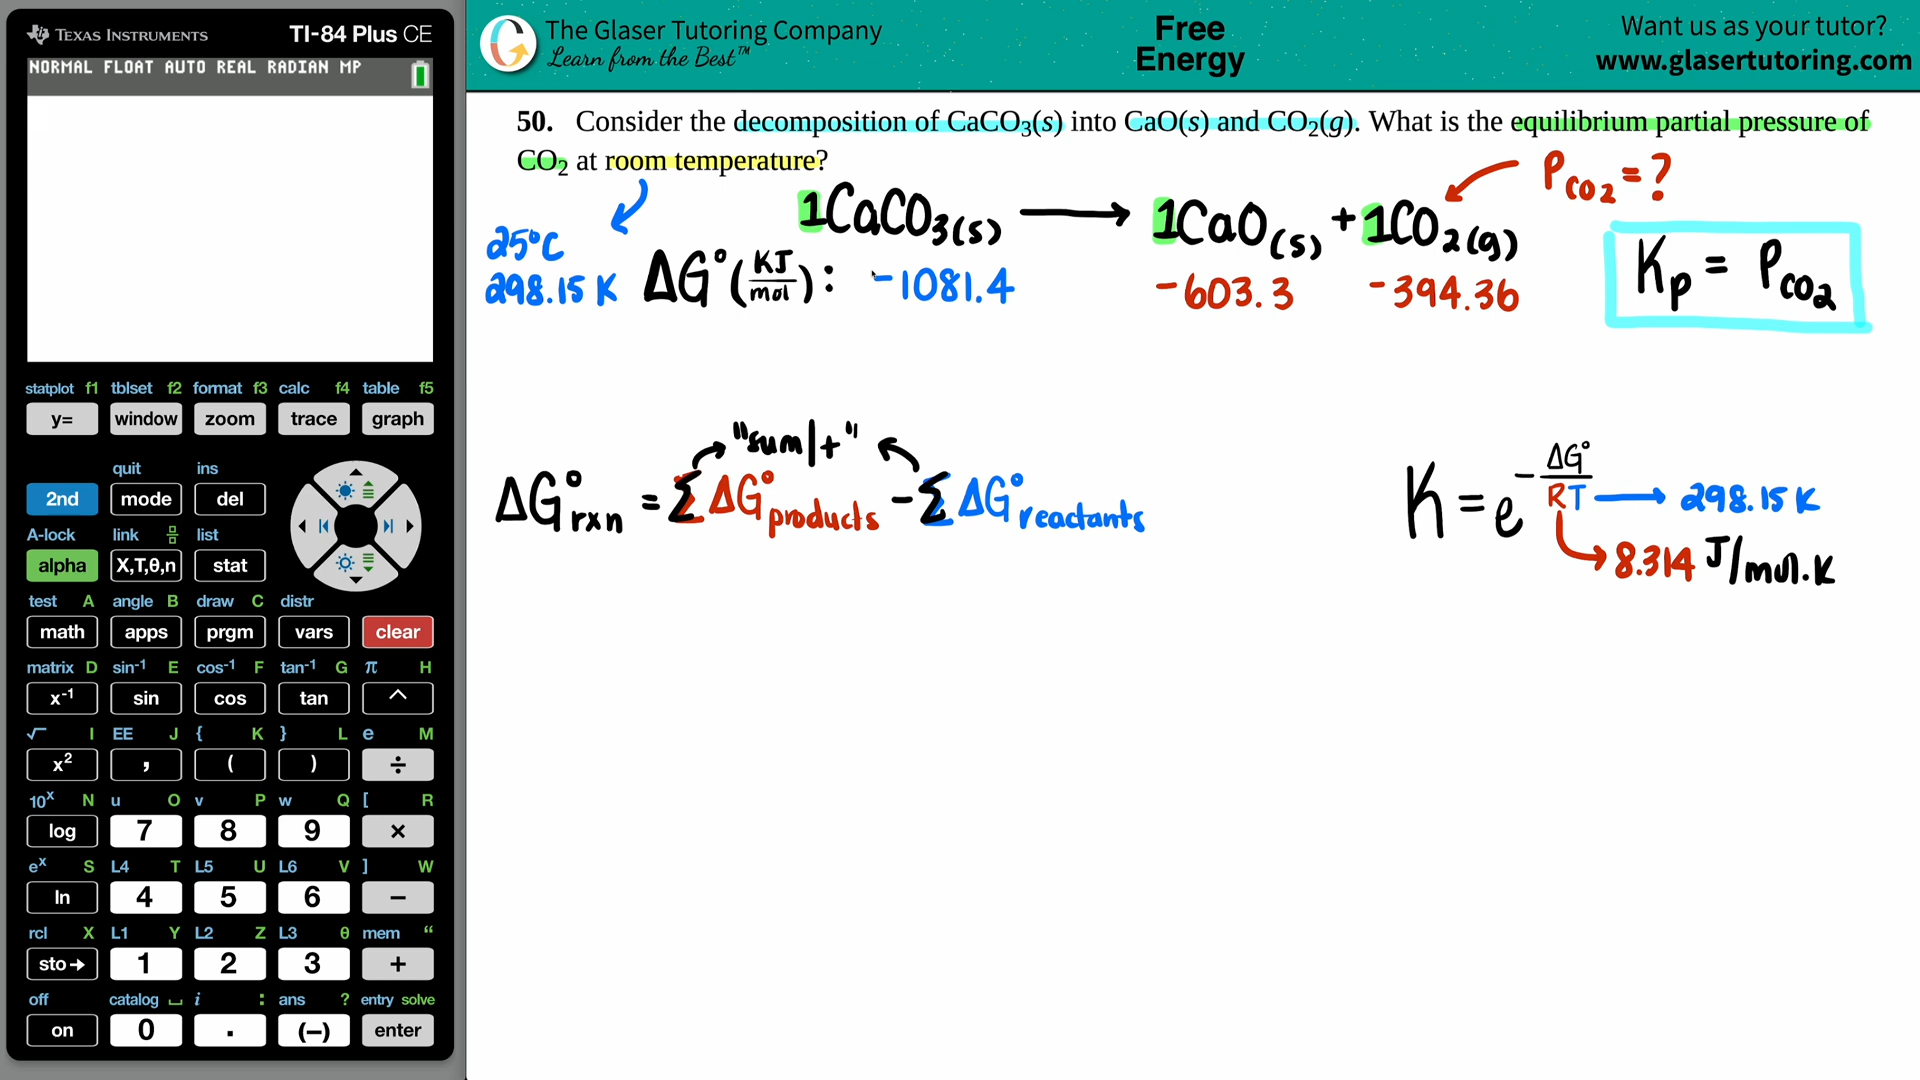 TEXAS INSTRUMENTS TI-84 Plus CE
NORMAL FLOAT AUTO REAL RADIAN MP
statplot f1 tblset f2 format f3 calc f4 table f5
y= window zoom trace graph
quit ins
2nd mode del
A-lock link list
alpha X,T,θ,n stat
test A angle B draw C distr
math apps prgm vars clear
matrix D sin⁻¹ E cos⁻¹ F tan⁻¹ G π H
x⁻¹ sin cos tan ^
√ I EE J { K } L e M
x² , ( ) ÷
10ˣ N u O v P w Q [ R
log 7 8 9 ×
eˣ S L4 T L5 U L6 V ] W
ln 4 5 6 −
rcl X L1 Y L2 Z L3 θ mem "
sto→ 1 2 3 +
off catalog ⎵ i : ans ? entry solve
on 0 . (−) enter
The Glaser Tutoring Company
Learn from the Best™
Free
Energy
Want us as your tutor?
www.glasertutoring.com
50. Consider the decomposition of CaCO₃(s) into CaO(s) and CO₂(g). What is the equilibrium partial pressure of
CO₂ at room temperature?
P CO₂ = ?
1CaCO₃(s) → 1CaO(s) + 1CO₂(g)
25°C
298.15 K
ΔG°(KJ/mol): -1081.4 -603.3 -394.36
Kp = PCO₂
"sum|+"
ΔG°rxn = Σ ΔG°products - Σ ΔG°reactants
K = e^-ΔG°/RT → 298.15 K
8.314 J/mol.K